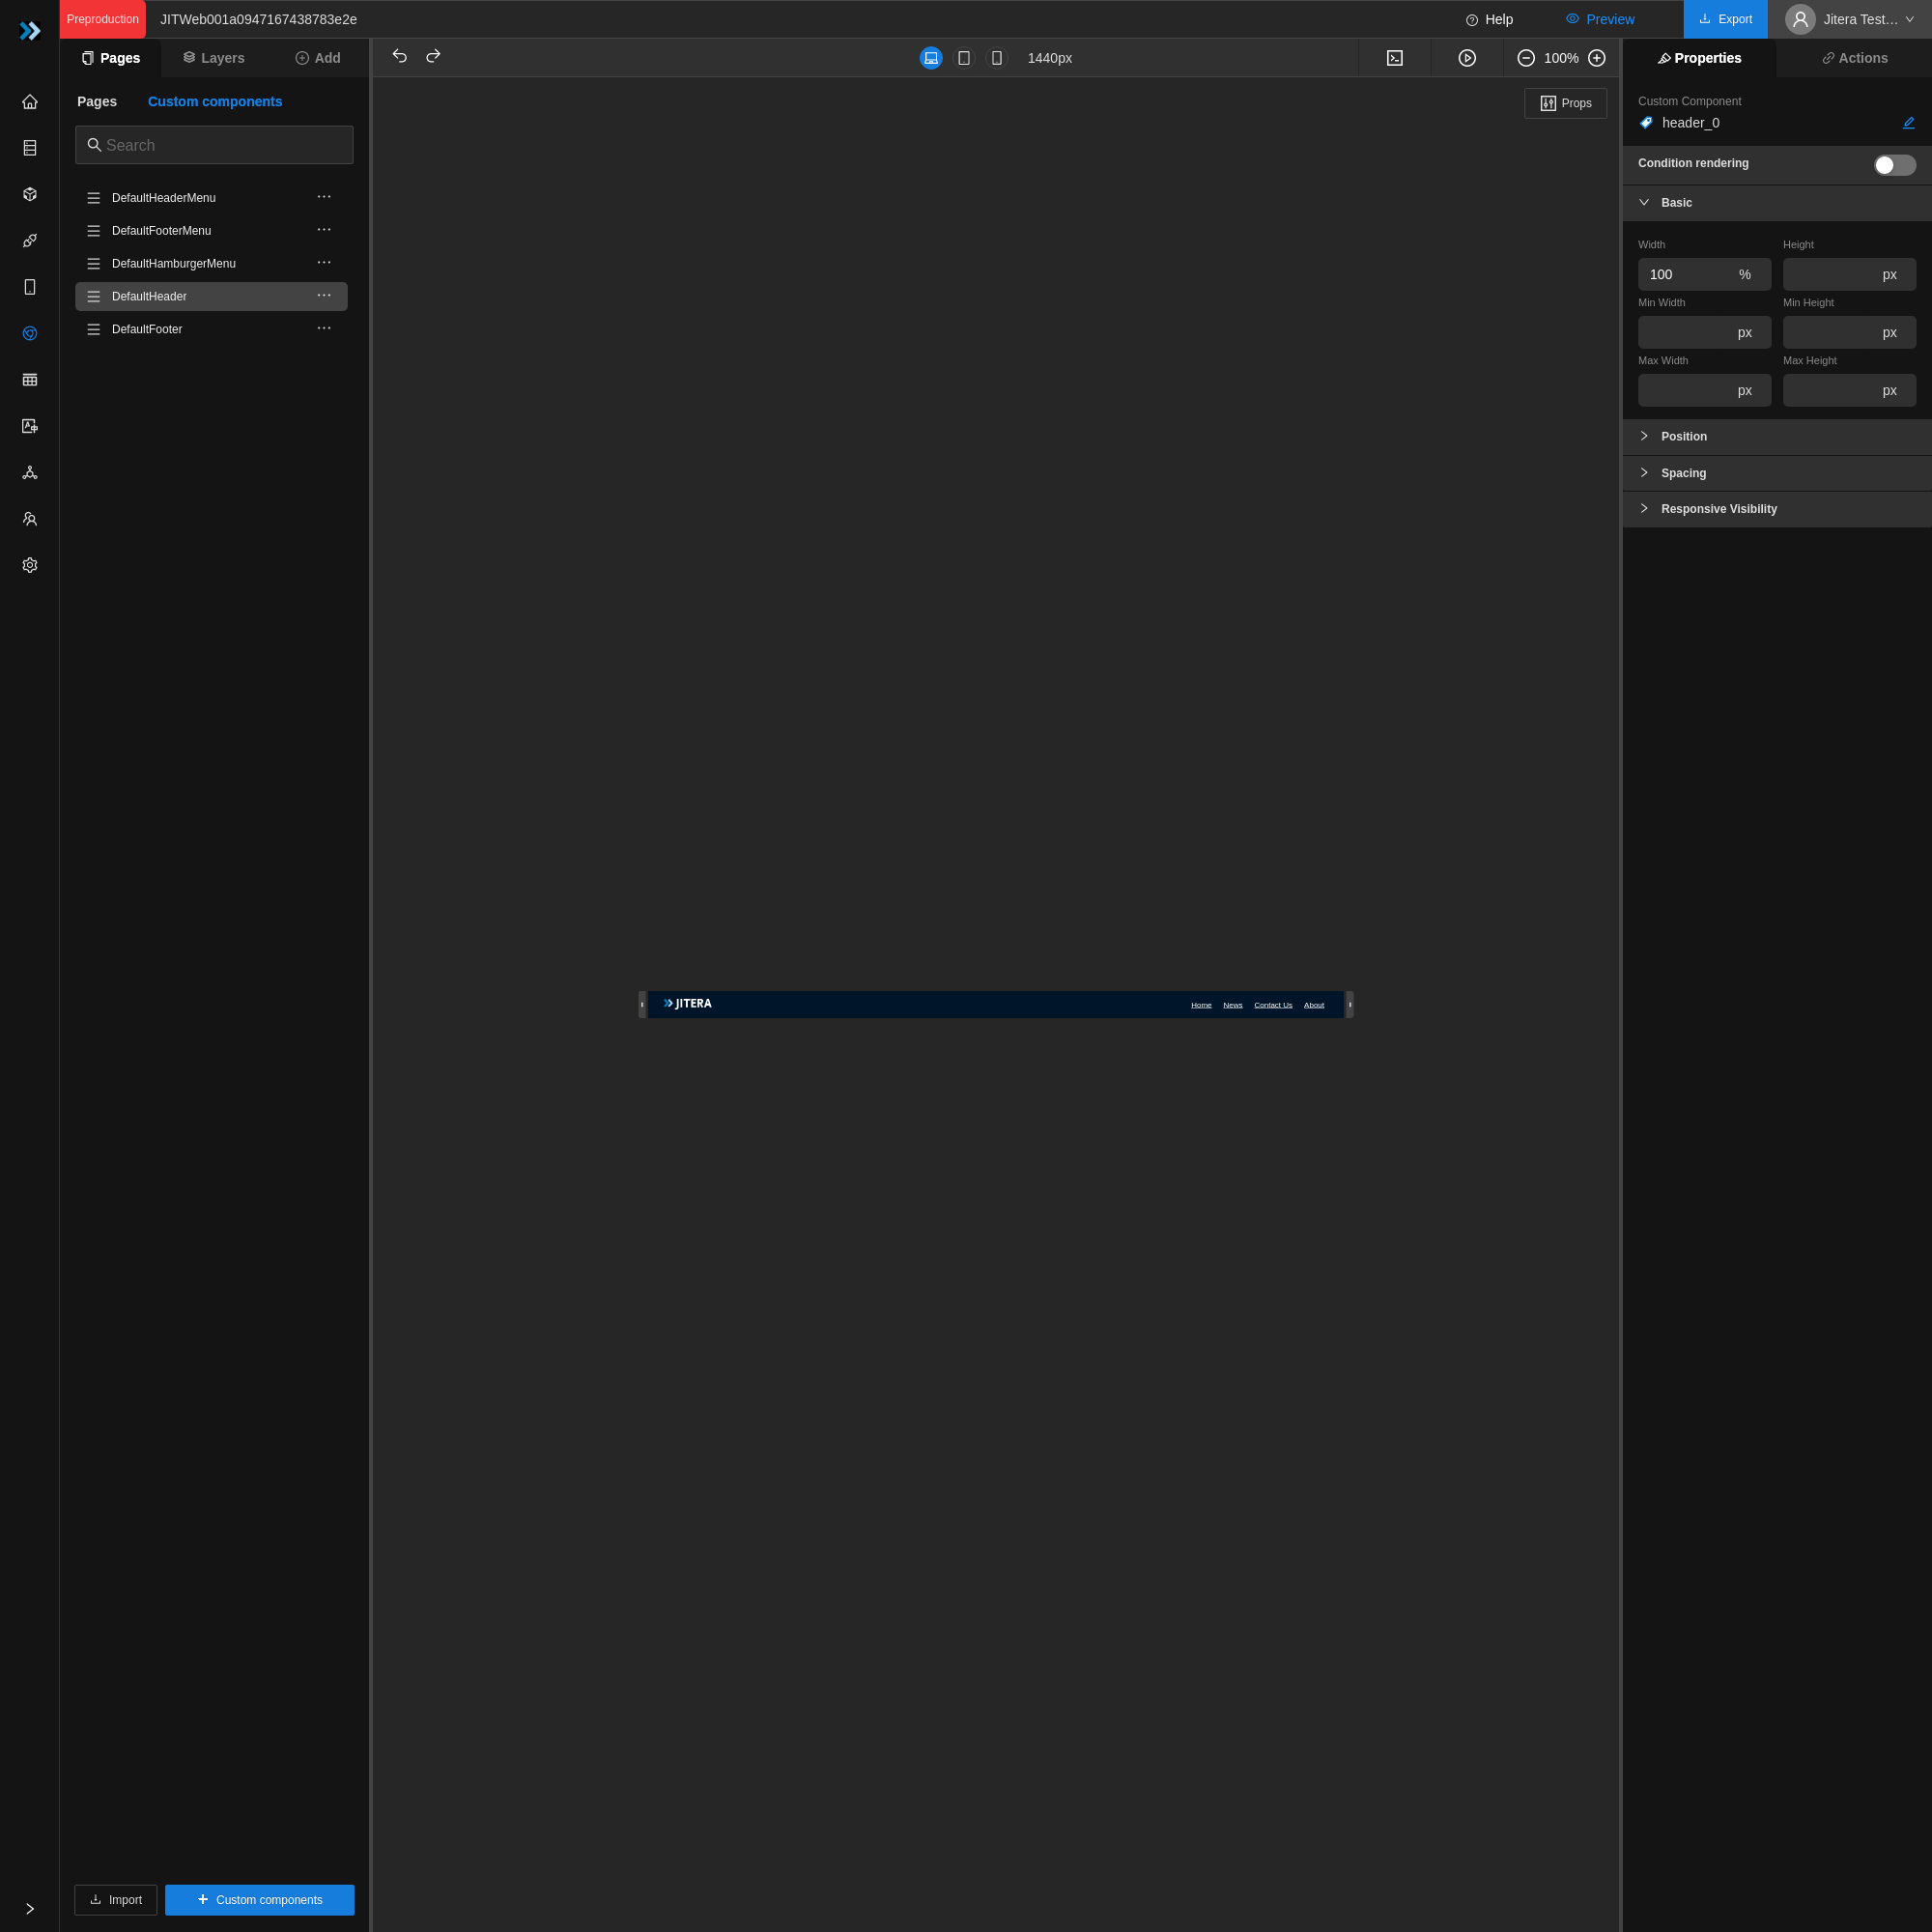 Preproduction
JITWeb001a0947167438783e2e
Help
Preview
Export
Jitera Test…
Pages
Layers
Add
1440px
100%
Properties
Actions
Pages
Custom components
Search
DefaultHeaderMenu
DefaultFooterMenu
DefaultHamburgerMenu
DefaultHeader
DefaultFooter
Props
JITERA
Home
News
Contact Us
About
Custom Component
header_0
Condition rendering
Basic
Width
Height
100
%
px
Min Width
Min Height
px
px
Max Width
Max Height
px
px
Position
Spacing
Responsive Visibility
Import
Custom components